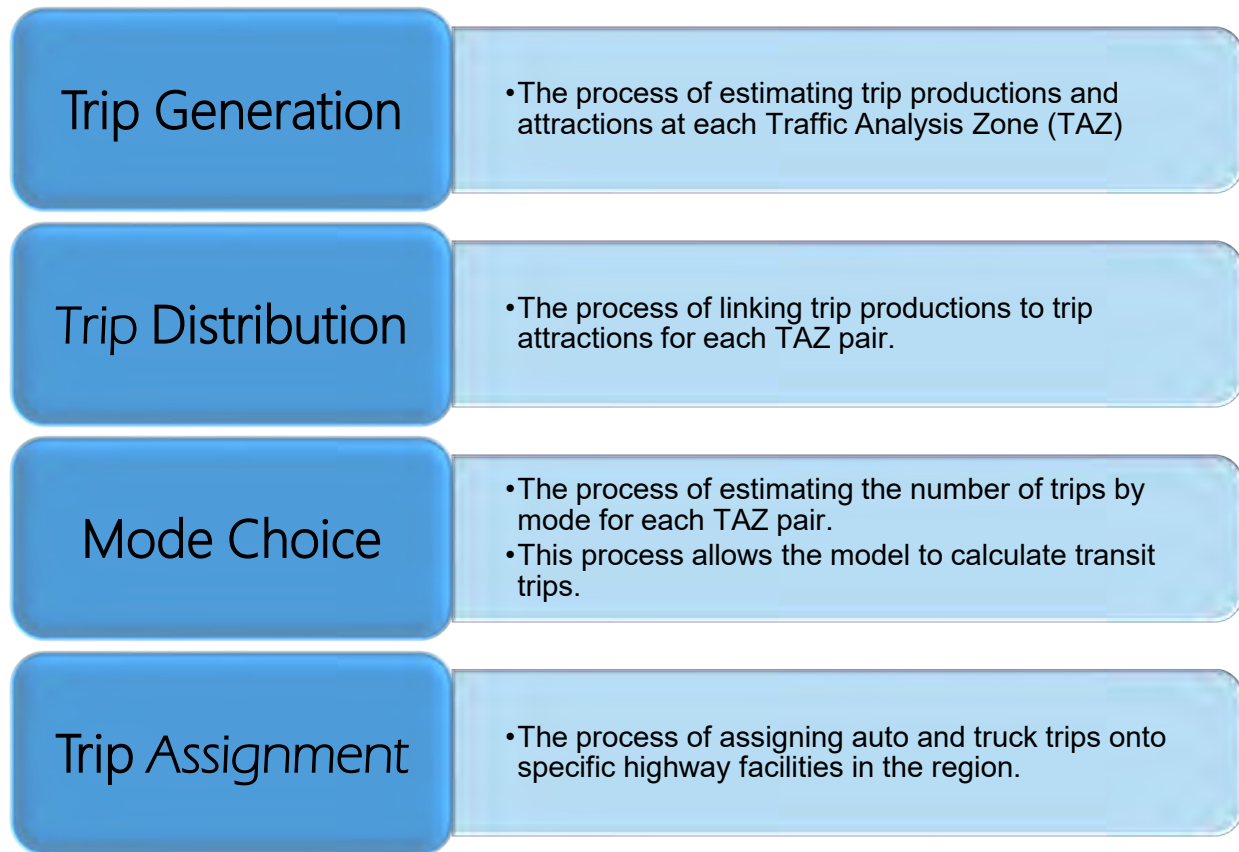 Trip Generation
•The process of estimating trip productions and
attractions at each Traffic Analysis Zone (TAZ)
Trip Distribution
•The process of linking trip productions to trip
attractions for each TAZ pair.
Mode Choice
•The process of estimating the number of trips by
mode for each TAZ pair.
•This process allows the model to calculate transit
trips.
Trip Assignment
•The process of assigning auto and truck trips onto
specific highway facilities in the region.